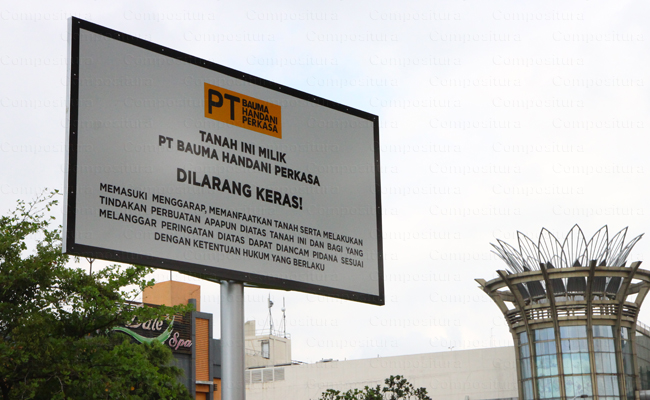 PT BAUMA
HANDANI
PERKASA
TANAH INI MILIK
PT BAUMA HANDANI PERKASA
DILARANG KERAS!
MEMASUKI MENGGARAP, MEMANFAATKAN TANAH SERTA MELAKUKAN
TINDAKAN PERBUATAN APAPUN DIATAS TANAH INI DAN BAGI YANG
MELANGGAR PERINGATAN DIATAS DAPAT DIANCAM PIDANA SESUAI
DENGAN KETENTUAN HUKUM YANG BERLAKU
Spa